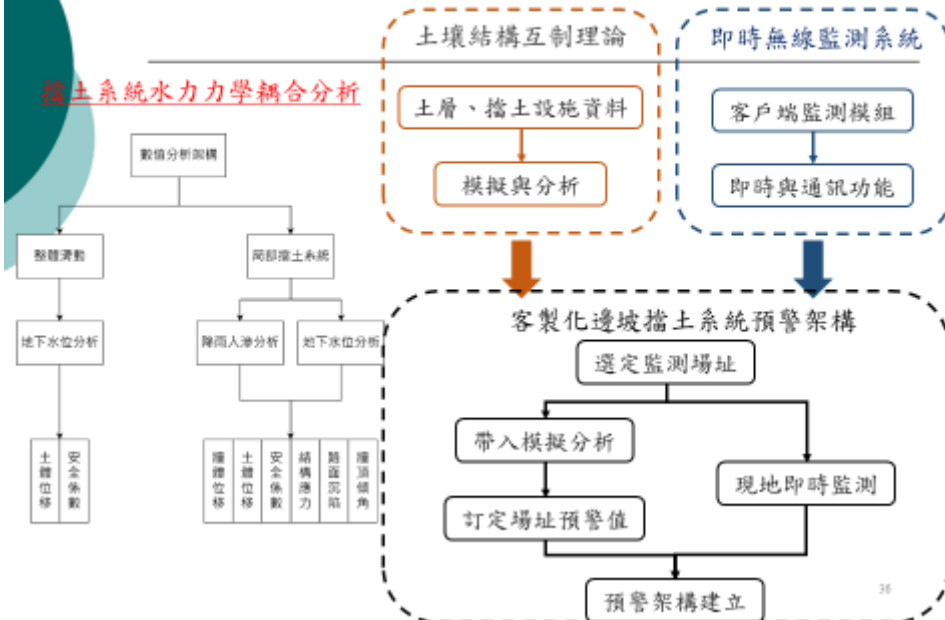 擋土系統水力力學耦合分析
數值分析架構
整體滑動
局部擋土系統
地下水位分析
降雨入滲分析
地下水位分析
土體位移
安全係數
牆體位移
土體位移
安全係數
結構應力
路面沉陷
牆頂傾角
土壤結構互制理論
土層、擋土設施資料
模擬與分析
即時無線監測系統
客戶端監測模組
即時與通訊功能
客製化邊坡擋土系統預警架構
選定監測場址
帶入模擬分析
訂定場址預警值
現地即時監測
預警架構建立
36